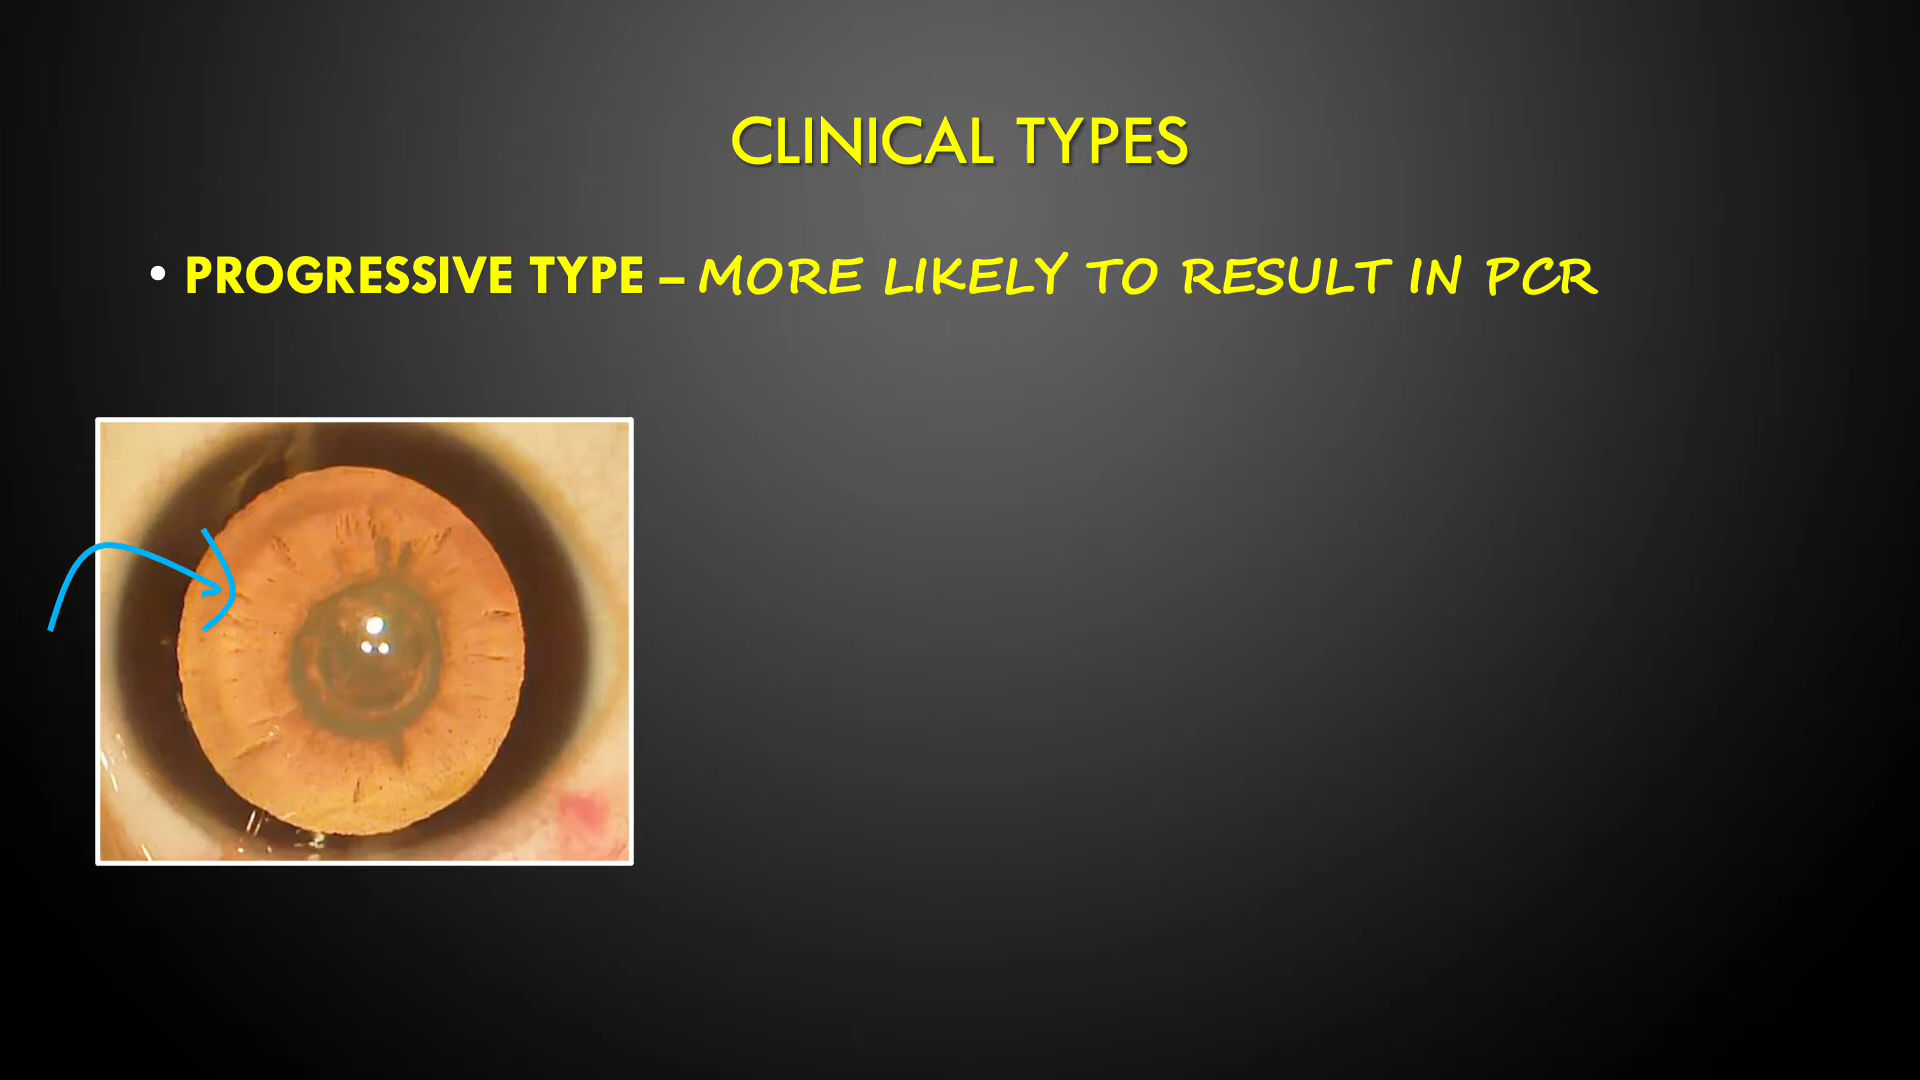 CLINICAL TYPES
• PROGRESSIVE TYPE – MORE LIKELY TO RESULT IN PCR